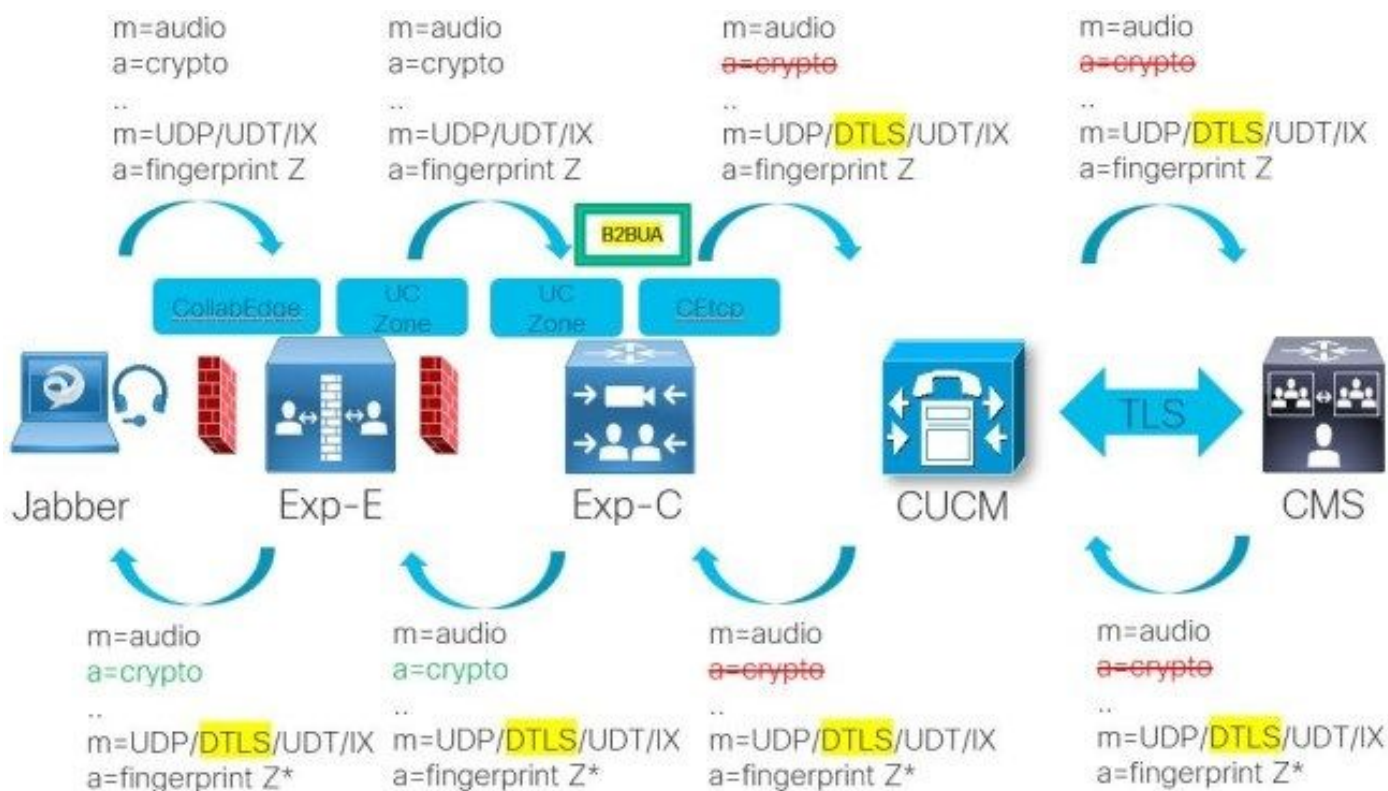 m=audio
a=crypto
..
m=UDP/UDT/IX
a=fingerprint Z
m=audio
a=crypto
..
m=UDP/UDT/IX
a=fingerprint Z
m=audio
a=crypto
..
m=UDP/DTLS/UDT/IX
a=fingerprint Z
m=audio
a=crypto
..
m=UDP/DTLS/UDT/IX
a=fingerprint Z
B2BUA
CollabEdge
UC
Zone
UC
Zone
CEtcp
TLS
Jabber
Exp-E
Exp-C
CUCM
CMS
m=audio
a=crypto
..
m=UDP/DTLS/UDT/IX
a=fingerprint Z*
m=audio
a=crypto
..
m=UDP/DTLS/UDT/IX
a=fingerprint Z*
m=audio
a=crypto
..
m=UDP/DTLS/UDT/IX
a=fingerprint Z*
m=audio
a=crypto
..
m=UDP/DTLS/UDT/IX
a=fingerprint Z*